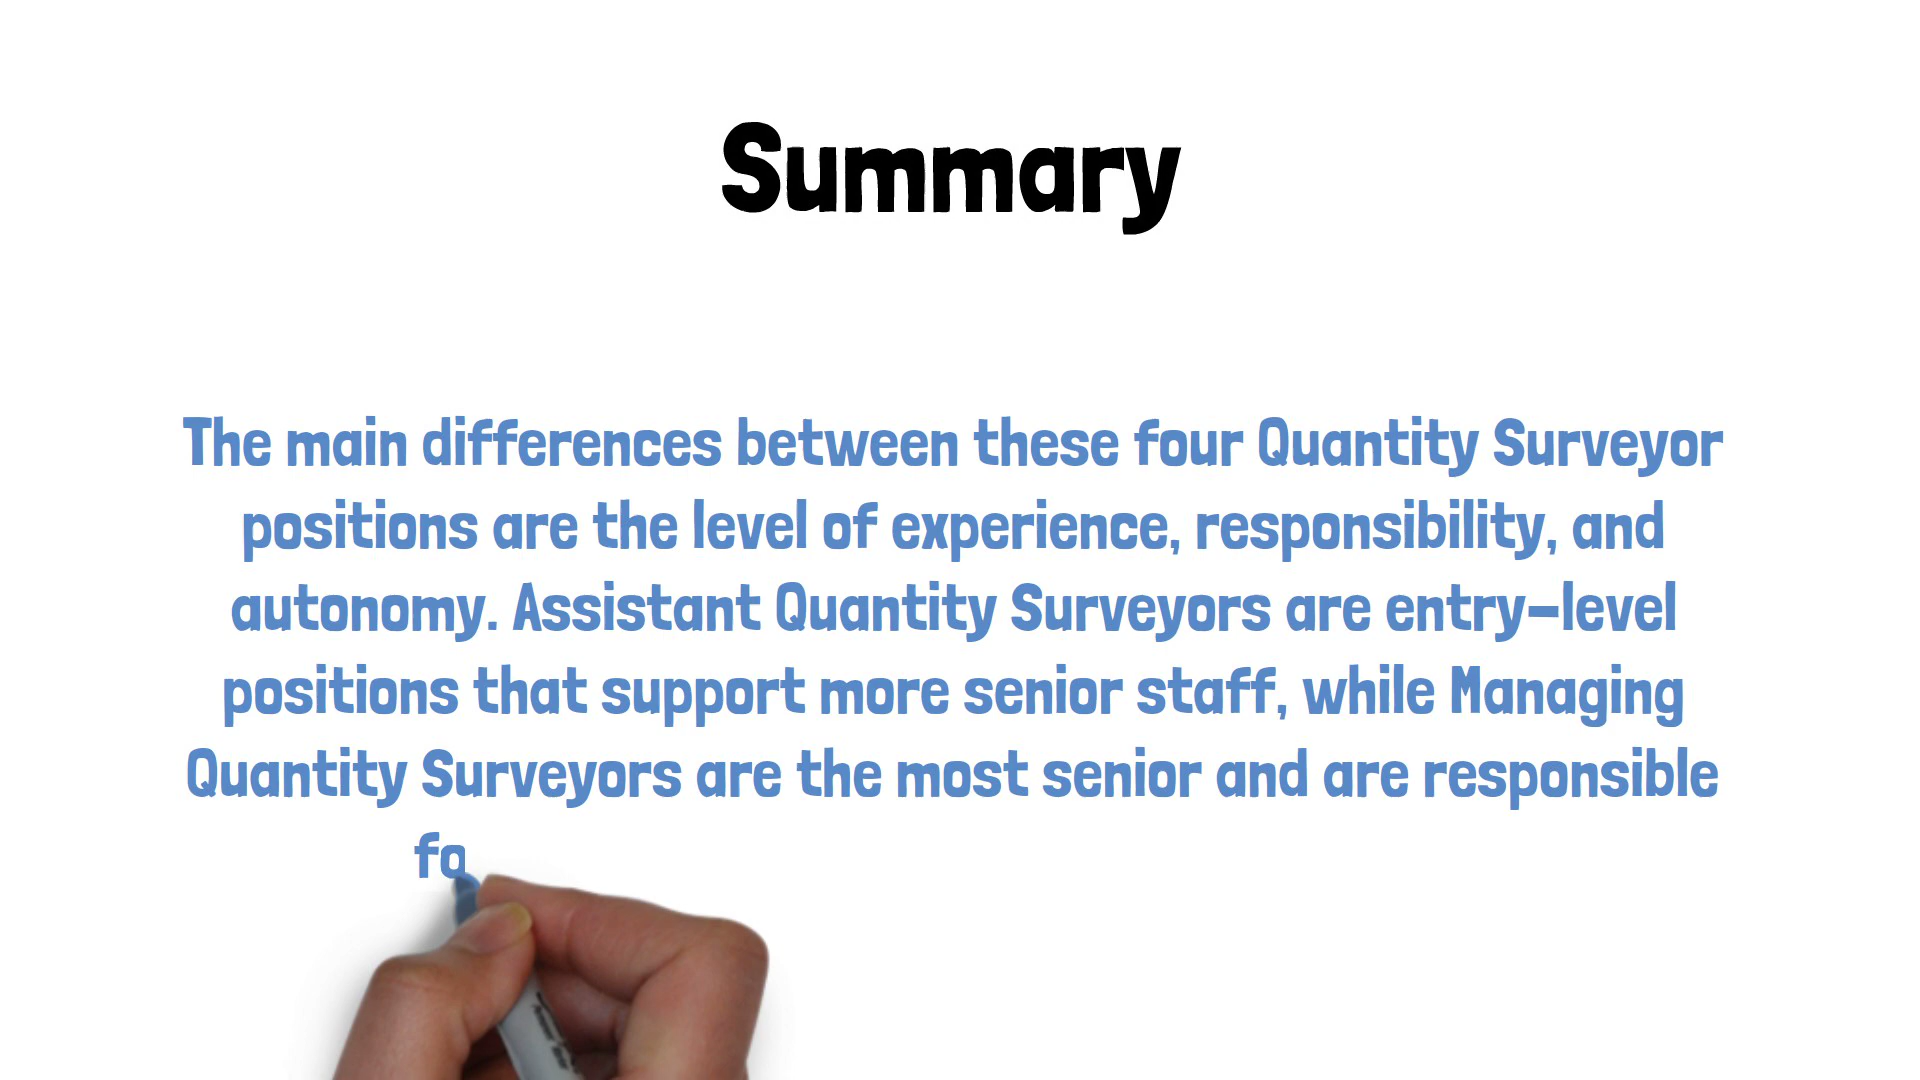 Summary
The main differences between these four Quantity Surveyor
positions are the level of experience, responsibility, and
autonomy. Assistant Quantity Surveyors are entry-level
positions that support more senior staff, while Managing
Quantity Surveyors are the most senior and are responsible
fo